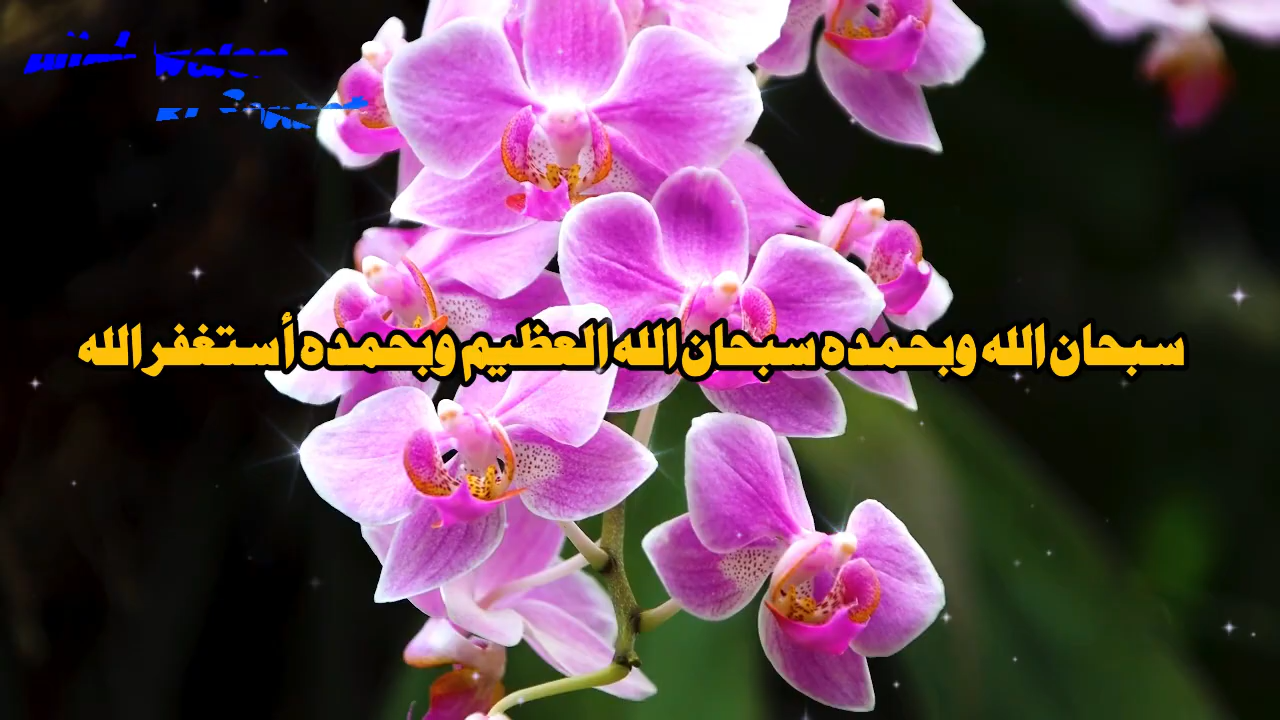 سبحان الله وبحمده سبحان الله العظيم وبحمده أستغفر الله